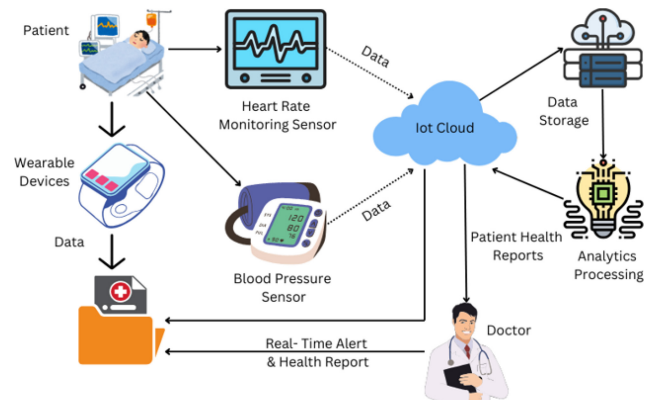 Patient
Heart Rate
Monitoring Sensor
Data
Iot Cloud
Data
Storage
Wearable
Devices
Data
120
80
Data
Blood Pressure
Sensor
Patient Health
Reports
Analytics
Processing
Real- Time Alert
& Health Report
Doctor